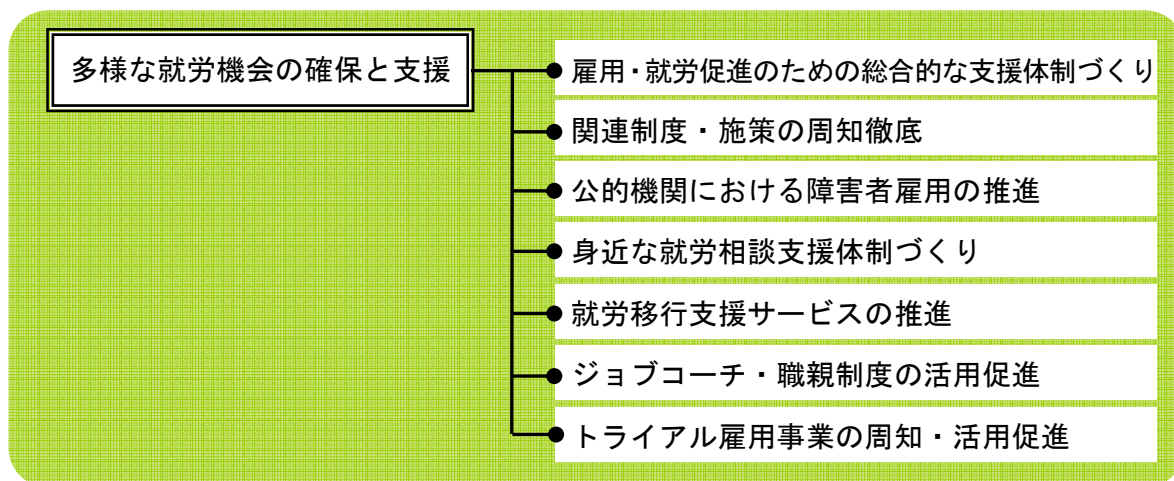 多様な就労機会の確保と支援
雇用・就労促進のための総合的な支援体制づくり
関連制度・施策の周知徹底
公的機関における障害者雇用の推進
身近な就労相談支援体制づくり
就労移行支援サービスの推進
ジョブコーチ・職親制度の活用促進
トライアル雇用事業の周知・活用促進